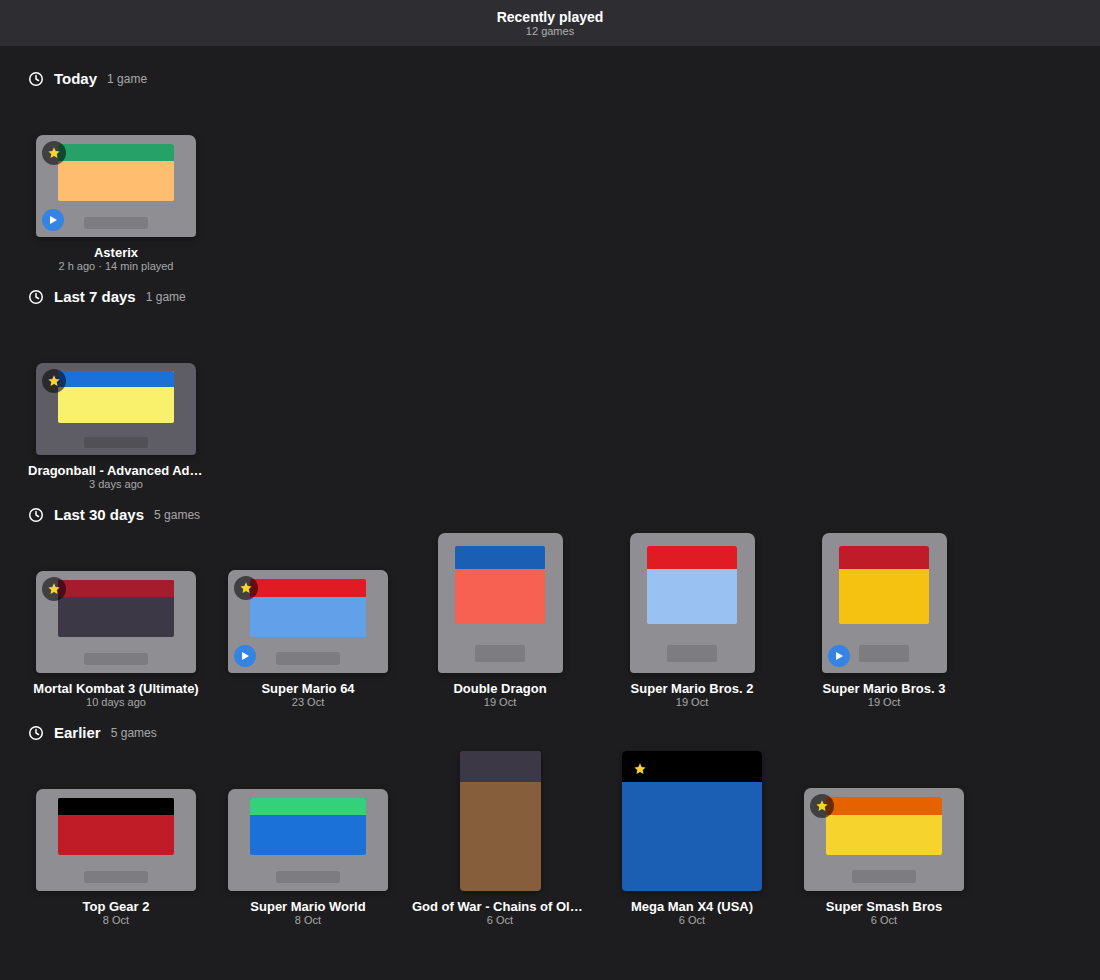 Recently played
12 games
Today 1 game
Asterix
2 h ago · 14 min played
Last 7 days 1 game
Dragonball - Advanced Ad…
3 days ago
Last 30 days 5 games
Mortal Kombat 3 (Ultimate)
10 days ago
Super Mario 64
23 Oct
Double Dragon
19 Oct
Super Mario Bros. 2
19 Oct
Super Mario Bros. 3
19 Oct
Earlier 5 games
Top Gear 2
8 Oct
Super Mario World
8 Oct
God of War - Chains of Ol…
6 Oct
Mega Man X4 (USA)
6 Oct
Super Smash Bros
6 Oct